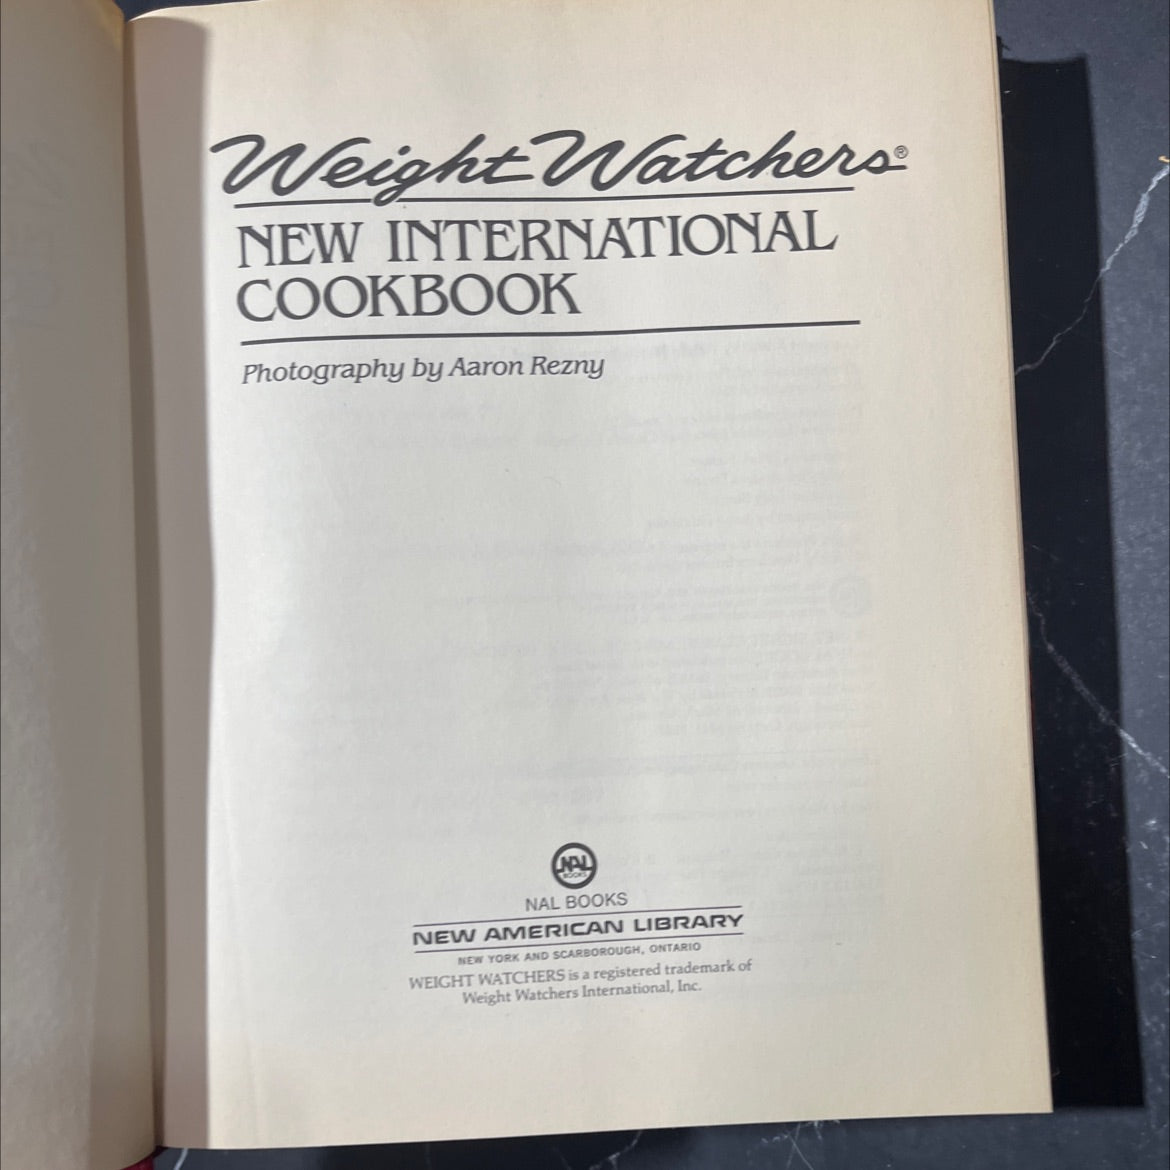 Weight Watchers®
NEW INTERNATIONAL
COOKBOOK
Photography by Aaron Rezny
NAL
BOOKS
NAL BOOKS
NEW AMERICAN LIBRARY
NEW YORK AND SCARBOROUGH, ONTARIO
WEIGHT WATCHERS is a registered trademark of
Weight Watchers International, Inc.